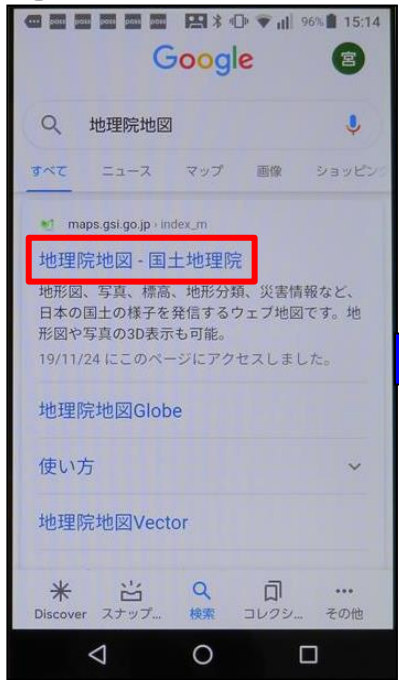 96% 15:14
Google
宮
地理院地図
すべて ニュース マップ 画像 ショッピン
maps.gsi.go.jp › index_m
地理院地図 - 国土地理院
地形図、写真、標高、地形分類、災害情報など、
日本の国土の様子を発信するウェブ地図です。地
形図や写真の3D表示も可能。
19/11/24 にこのページにアクセスしました。
地理院地図Globe
使い方
地理院地図Vector
Discover スナップ... 検索 コレクシ... その他